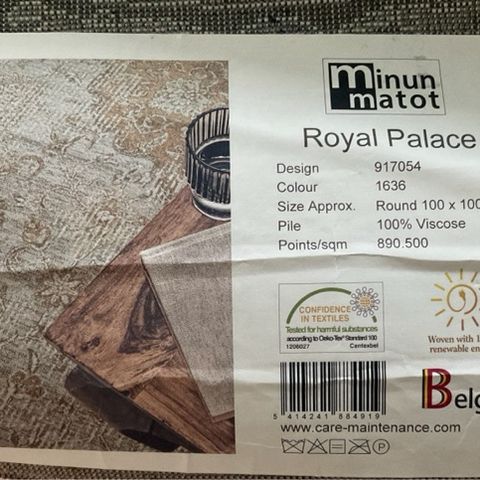 minun
matot
Royal Palace
Design 917054
Colour 1636
Size Approx. Round 100 x 100
Pile 100% Viscose
Points/sqm 890.500
CONFIDENCE
IN TEXTILES
Tested for harmful substances
according to Oeko-Tex® Standard 100
1206027 Centexbel
Woven with 1
renewable en
Belg
5 414241 884919
www.care-maintenance.com